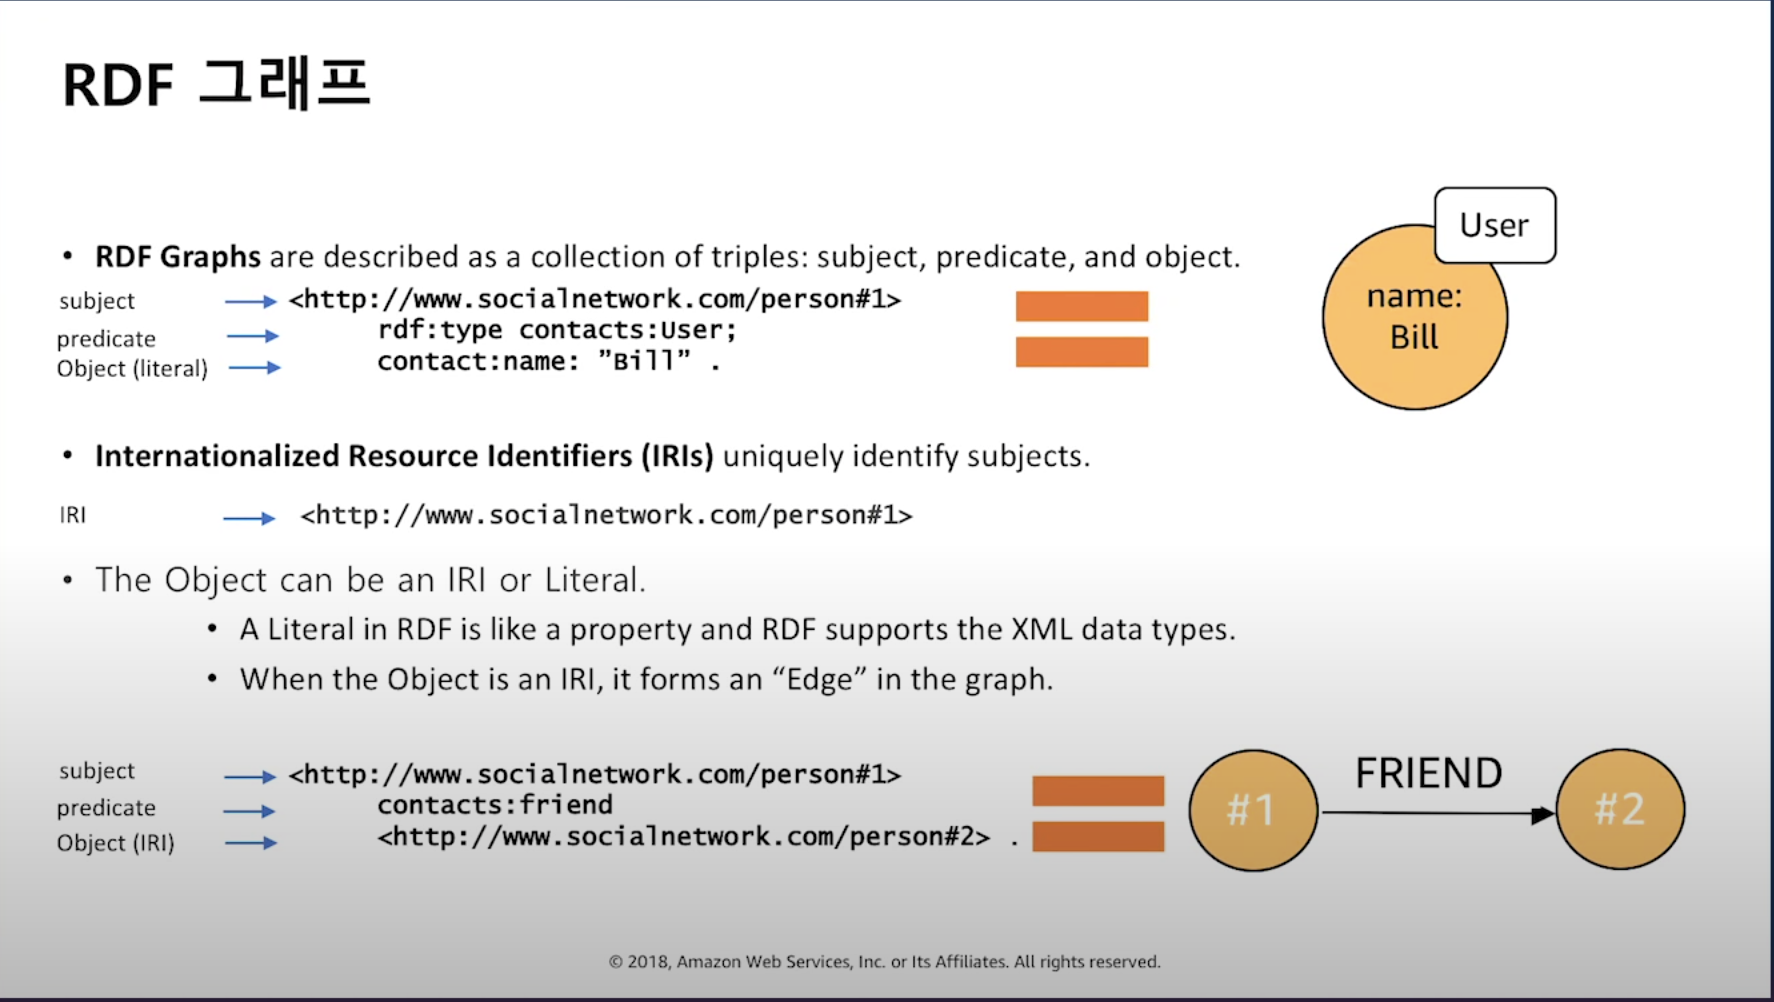 RDF 그래프
• RDF Graphs are described as a collection of triples: subject, predicate, and object.
subject <http://www.socialnetwork.com/person#1>
predicate rdf:type contacts:User;
Object (literal) contact:name: ”Bill” .
User
name:
Bill
• Internationalized Resource Identifiers (IRIs) uniquely identify subjects.
IRI <http://www.socialnetwork.com/person#1>
• The Object can be an IRI or Literal.
• A Literal in RDF is like a property and RDF supports the XML data types.
• When the Object is an IRI, it forms an “Edge” in the graph.
subject <http://www.socialnetwork.com/person#1>
predicate contacts:friend
Object (IRI) <http://www.socialnetwork.com/person#2> .
#1 FRIEND #2
© 2018, Amazon Web Services, Inc. or Its Affiliates. All rights reserved.